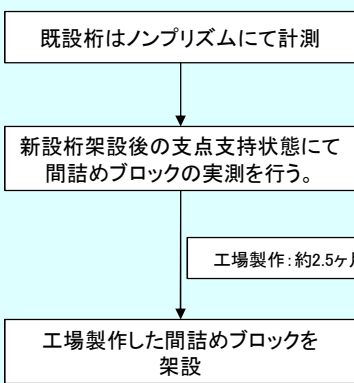 既設桁はノンプリズムにて計測
新設桁架設後の支点支持状態にて
間詰めブロックの実測を行う。
工場製作：約2.5ヶ月
工場製作した間詰めブロックを
架設